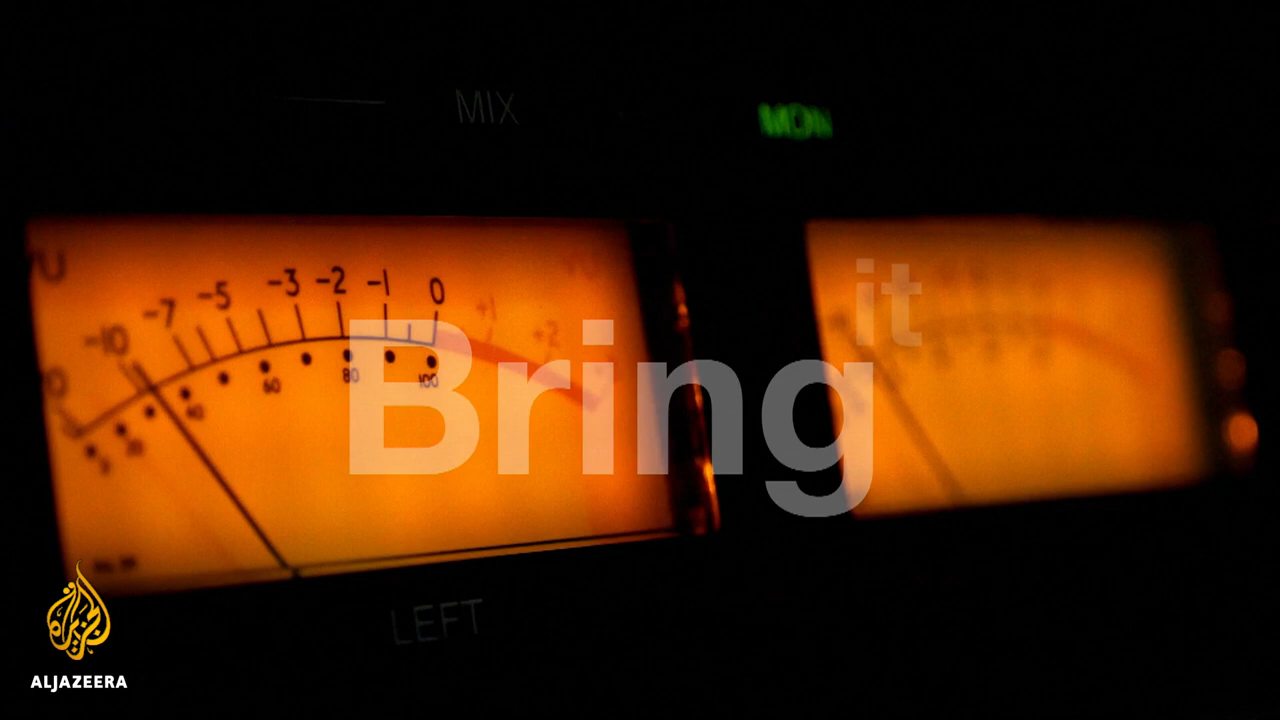 MIX
MON
VU
-10 -7 -5 -3 -2 -1 0 +1 +2
40 60 80 100
it
Bring
LEFT
ALJAZEERA